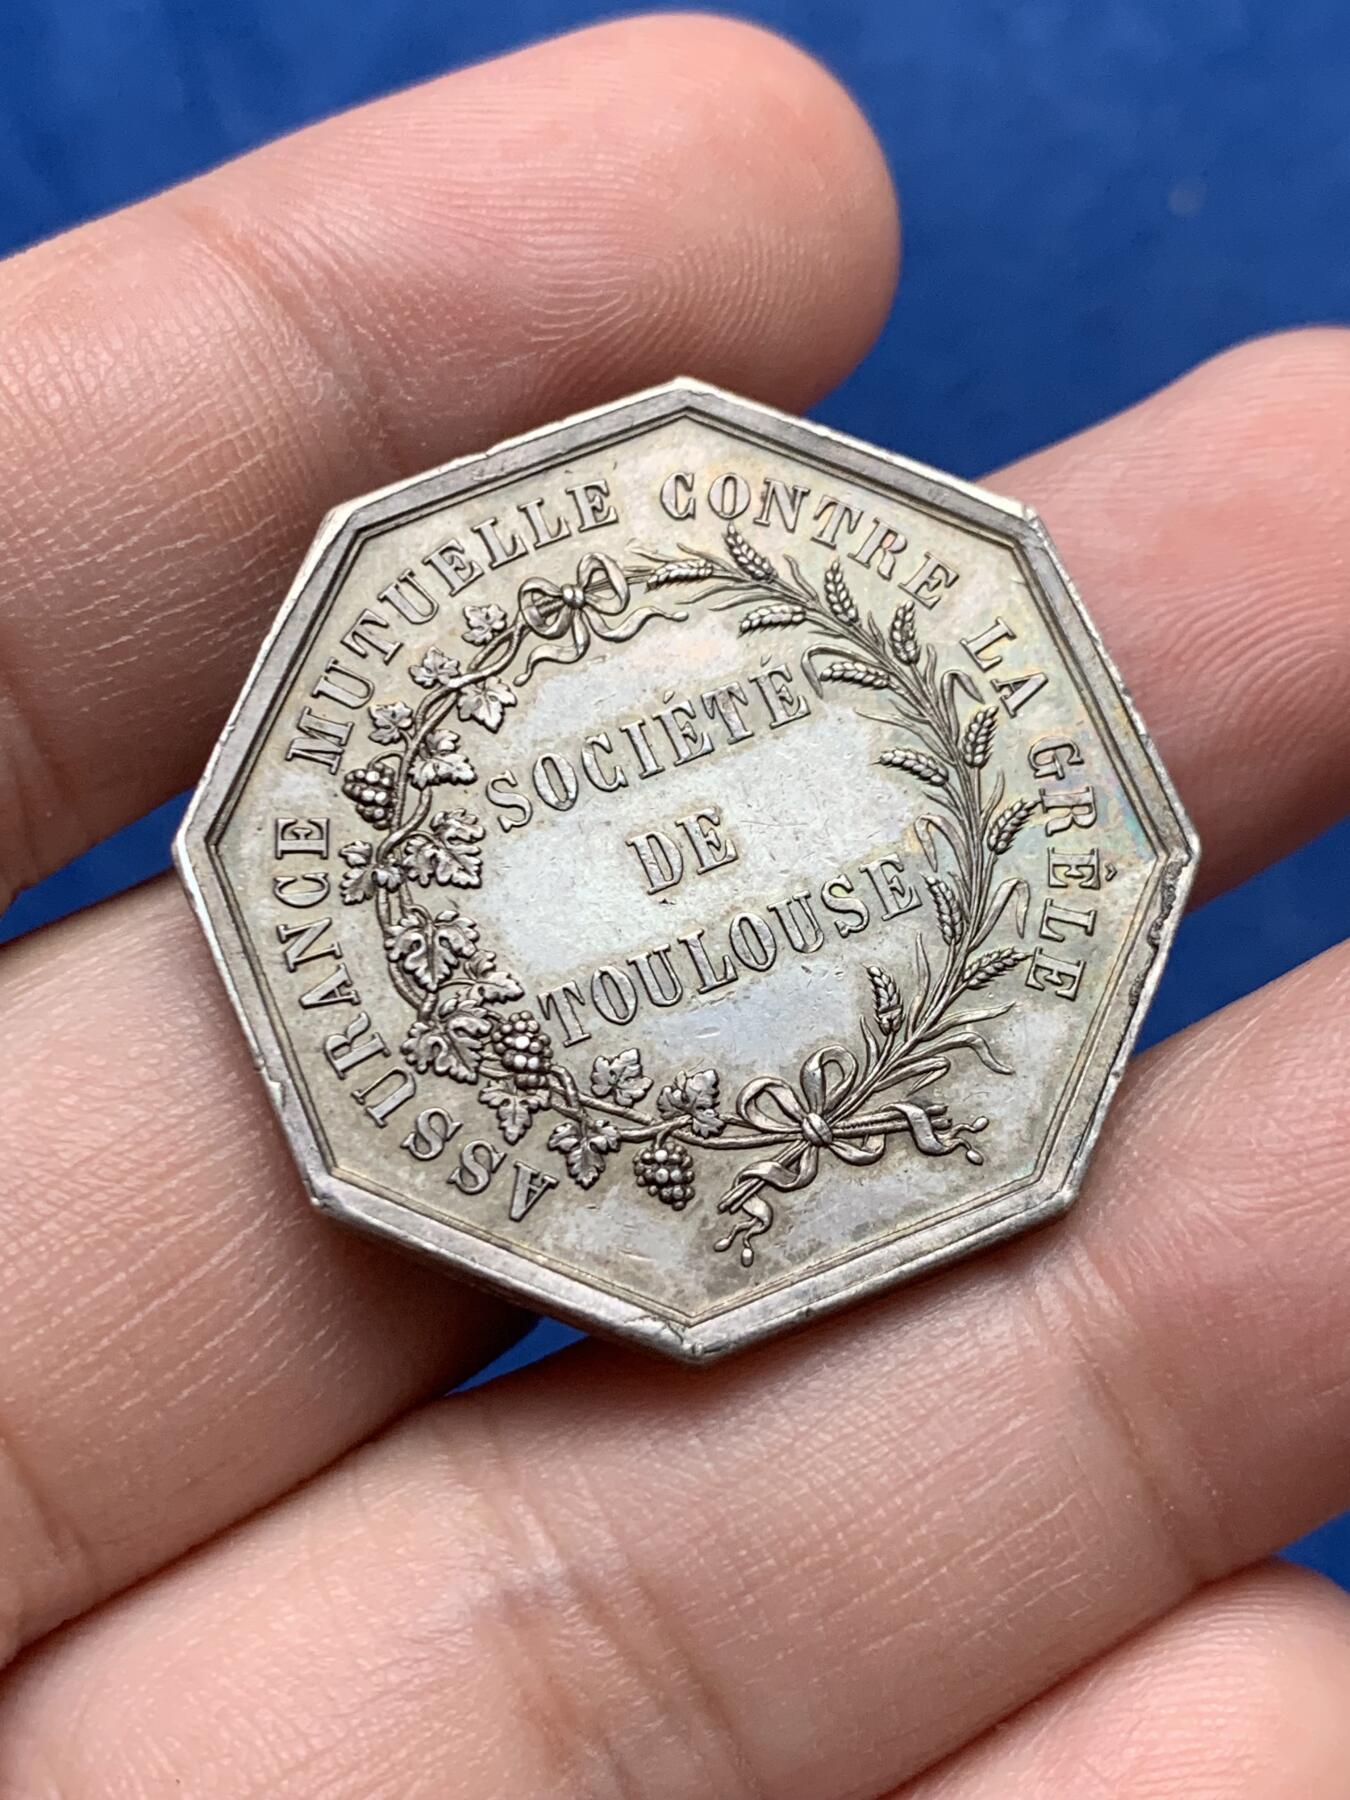 ASSURANCE MUTUELLE CONTRE LA GRÊLE
SOCIÉTÉ
DE
TOULOUSE